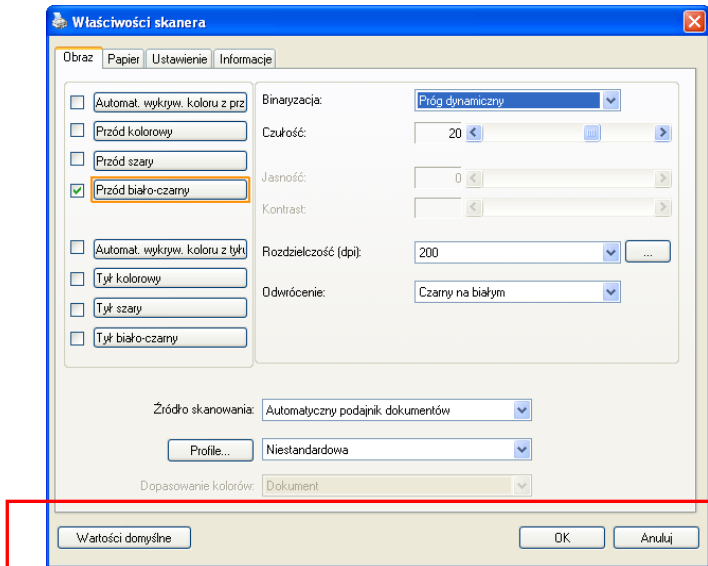 Właściwości skanera
Obraz Papier Ustawienie Informacje
Automat. wykryw. koloru z prz
Przód kolorowy
Przód szary
Przód biało-czarny
Automat. wykryw. koloru z tyłu
Tył kolorowy
Tył szary
Tył biało-czarny
Binaryzacja: Próg dynamiczny
Czułość: 20
Jasność: 0
Kontrast:
Rozdzielczość (dpi): 200 ...
Odwrócenie: Czarny na białym
Źródło skanowania: Automatyczny podajnik dokumentów
Profile... Niestandardowa
Dopasowanie kolorów: Dokument
Wartości domyślne OK Anuluj